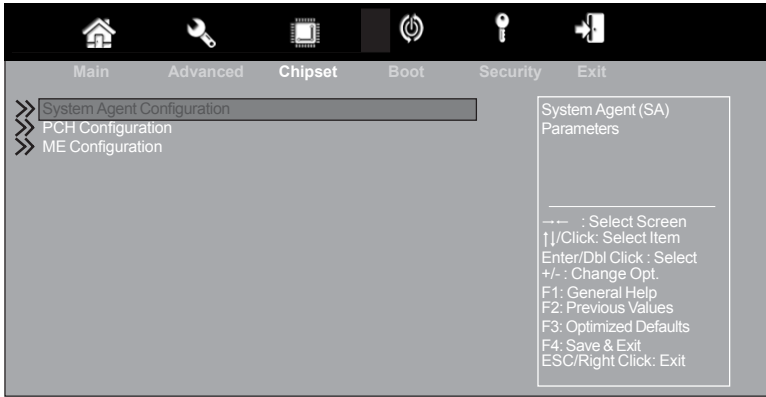 Main Advanced Chipset Boot Security Exit
System Agent Configuration
PCH Configuration
ME Configuration
System Agent (SA)
Parameters
→← : Select Screen
↑↓/Click: Select Item
Enter/Dbl Click : Select
+/- : Change Opt.
F1: General Help
F2: Previous Values
F3: Optimized Defaults
F4: Save & Exit
ESC/Right Click: Exit